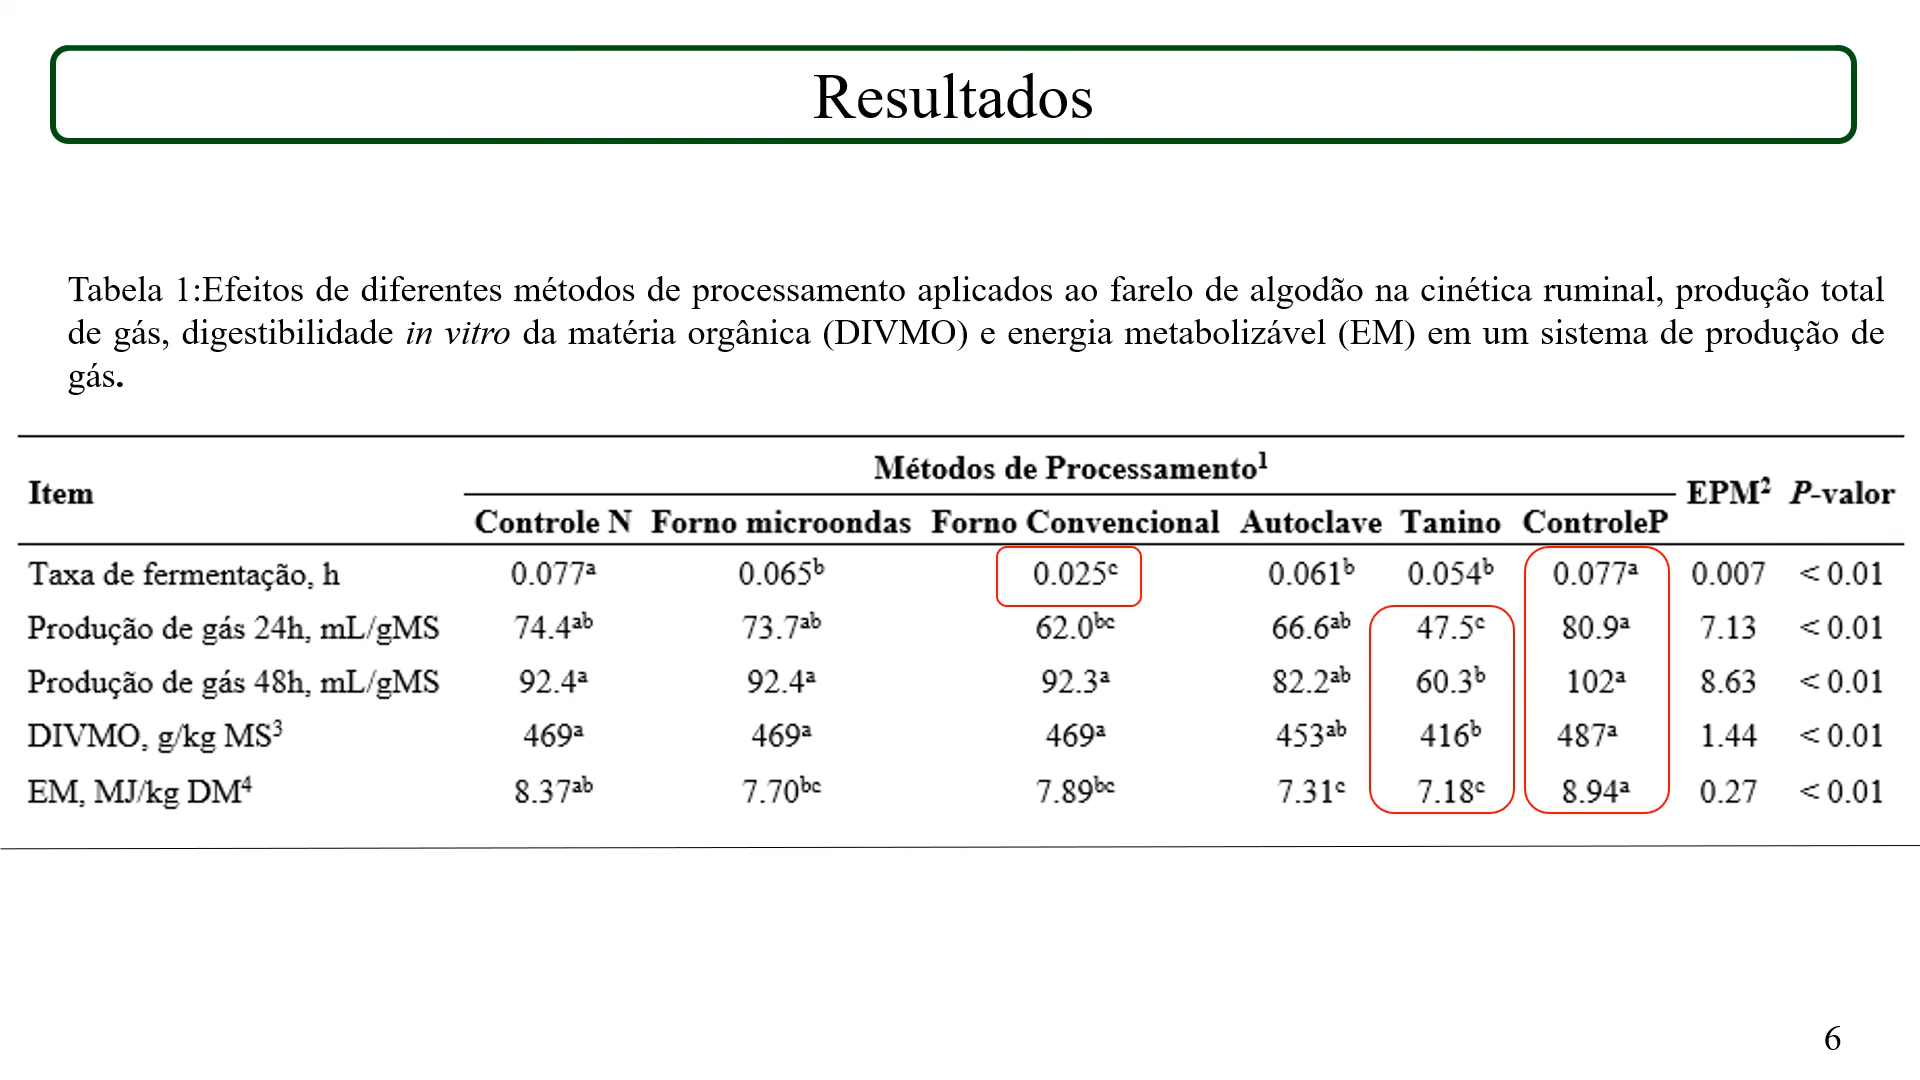 Resultados
Tabela 1:Efeitos de diferentes métodos de processamento aplicados ao farelo de algodão na cinética ruminal, produção total
de gás, digestibilidade in vitro da matéria orgânica (DIVMO) e energia metabolizável (EM) em um sistema de produção de
gás.
Item Métodos de Processamento¹ EPM² P-valor
Controle N Forno microondas Forno Convencional Autoclave Tanino ControleP
Taxa de fermentação, h 0.077ᵃ 0.065ᵇ 0.025ᶜ 0.061ᵇ 0.054ᵇ 0.077ᵃ 0.007 < 0.01
Produção de gás 24h, mL/gMS 74.4ᵃᵇ 73.7ᵃᵇ 62.0ᵇᶜ 66.6ᵃᵇ 47.5ᶜ 80.9ᵃ 7.13 < 0.01
Produção de gás 48h, mL/gMS 92.4ᵃ 92.4ᵃ 92.3ᵃ 82.2ᵃᵇ 60.3ᵇ 102ᵃ 8.63 < 0.01
DIVMO, g/kg MS³ 469ᵃ 469ᵃ 469ᵃ 453ᵃᵇ 416ᵇ 487ᵃ 1.44 < 0.01
EM, MJ/kg DM⁴ 8.37ᵃᵇ 7.70ᵇᶜ 7.89ᵇᶜ 7.31ᶜ 7.18ᶜ 8.94ᵃ 0.27 < 0.01
6